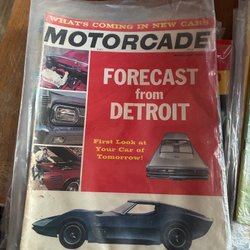 WHAT'S COMING IN NEW CARS
MOTORCADE
FORECAST
from
DETROIT
First Look at
Your Car of
Tomorrow!